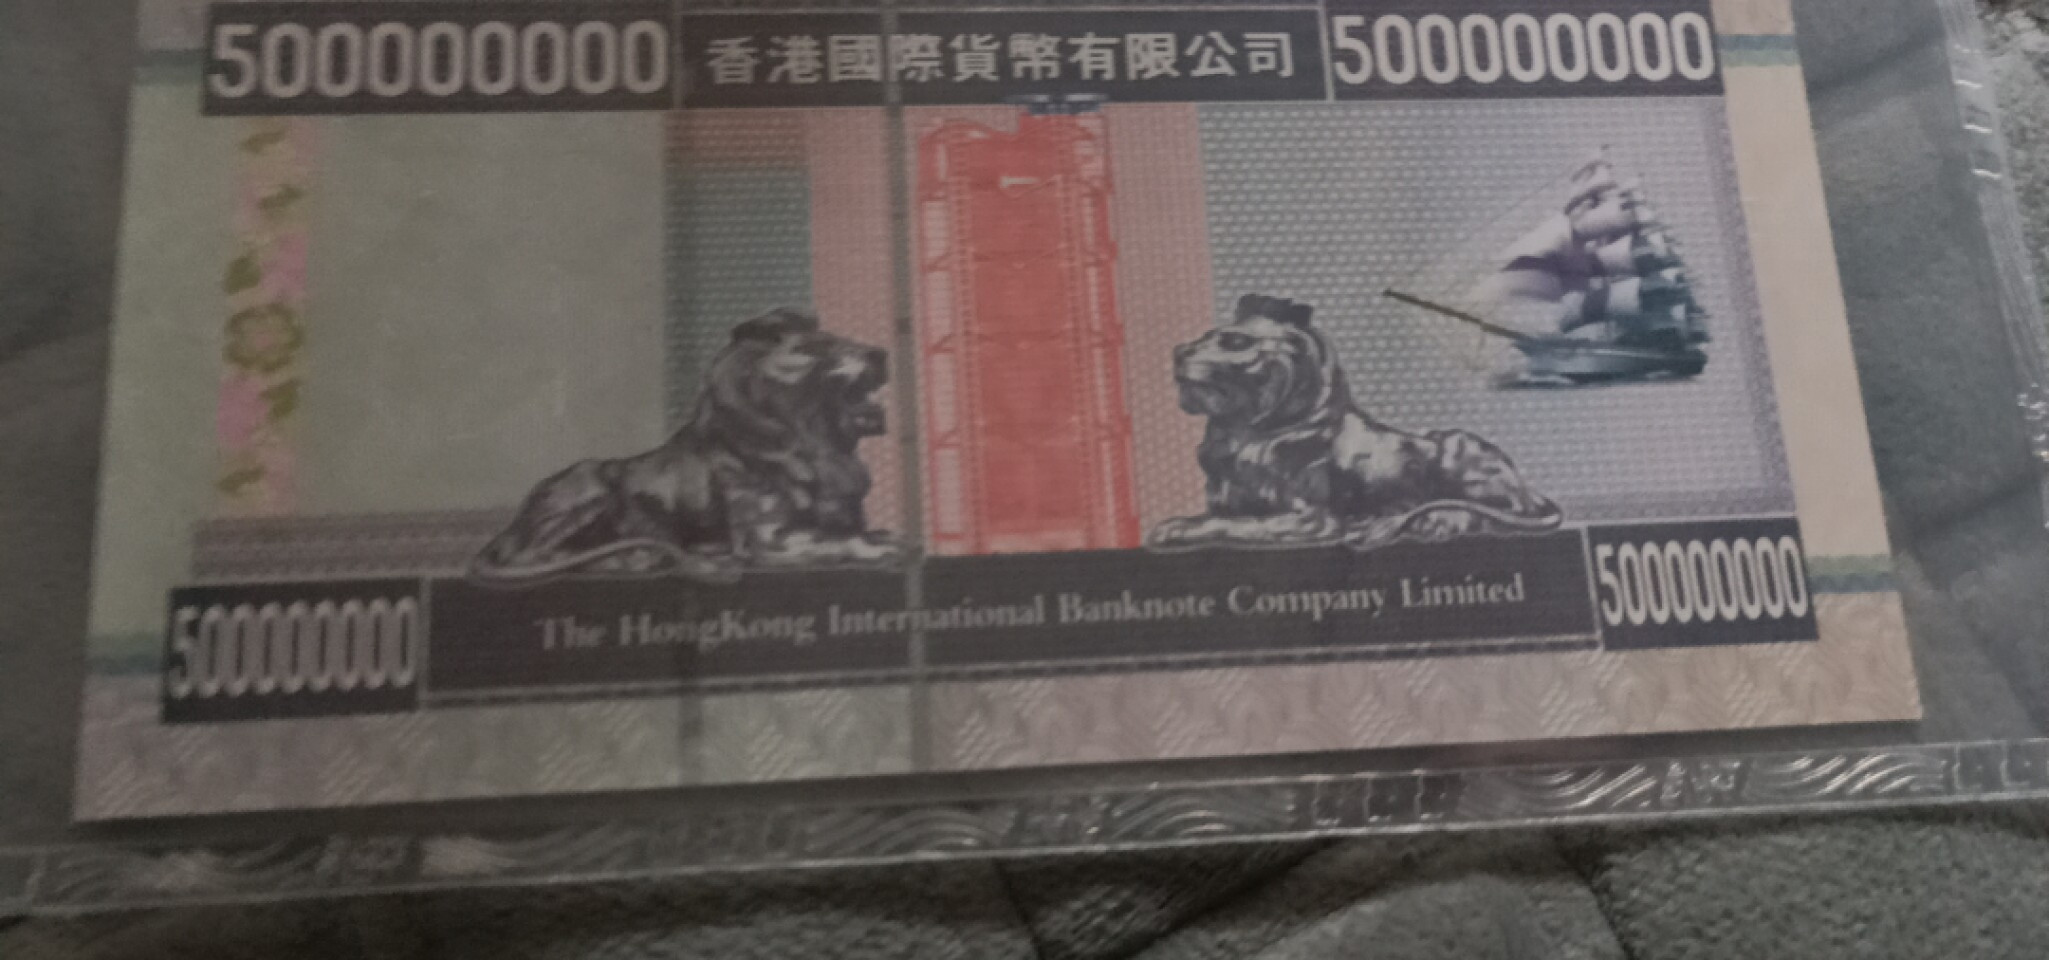 500000000 香港國際貨幣有限公司 500000000
500000000 The HongKong International Banknote Company Limited 500000000